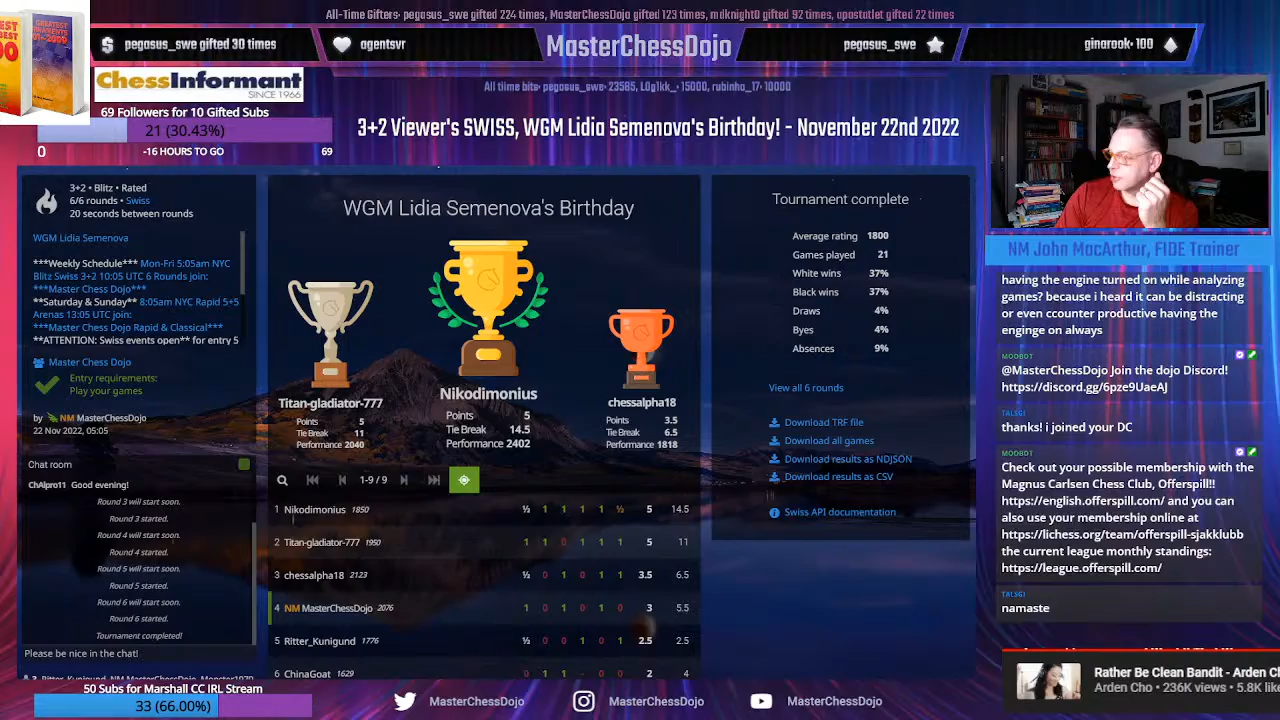 All-Time Gifters· pegasus_swe gifted 224 times, MasterChessDojo gifted 123 times, mdknight0 gifted 92 times, apostatlet gifted 22 times
pegasus_swe gifted 30 times
agentsvr
MasterChessDojo
pegasus_swe
ginarook· 100
GREATEST
ChessInformant
SINCE 1966
All tiime bits· pegasus_swe· 23585, L0g1kk_· 15000, rubinho_17· 10000
69 Followers for 10 Gifted Subs
21 (30.43%)
0
-16 HOURS TO GO
69
3+2 Viewer's SWISS, WGM Lidia Semenova's Birthday! - November 22nd 2022
3+2 • Blitz • Rated
6/6 rounds • Swiss
20 seconds between rounds
WGM Lidia Semenova
***Weekly Schedule*** Mon-Fri 5:05am NYC
Blitz Swiss 3+2 10:05 UTC 6 Rounds join:
***Master Chess Dojo***
**Saturday & Sunday** 8:05am NYC Rapid 5+5
Arenas 13:05 UTC join:
***Master Chess Dojo Rapid & Classical***
**ATTENTION: Swiss events open** for entry 5
Master Chess Dojo
Entry requirements:
Play your games
by NM MasterChessDojo
22 Nov 2022, 05:05
Chat room
ChAlpro11 Good evening!
Round 3 will start soon.
Round 3 started.
Round 4 will start soon.
Round 4 started.
Round 5 will start soon.
Round 5 started.
Round 6 will start soon.
Round 6 started.
Tournament completed!
Please be nice in the chat!
3 Ritter_Kunigund, NM MasterChessDojo, Monster1979
50 Subs for Marshall CC IRL Stream
33 (66.00%)
WGM Lidia Semenova's Birthday
Titan-gladiator-777
Points 5
Tie Break 11
Performance 2040
Nikodimonius
Points 5
Tie Break 14.5
Performance 2402
chessalpha18
Points 3.5
Tie Break 6.5
Performance 1818
1-9 / 9
1 Nikodimonius 1850 ½ 1 1 1 1 ½ 5 14.5
2 Titan-gladiator-777 1950 1 1 0 1 1 1 5 11
3 chessalpha18 2123 ½ 0 1 0 1 1 3.5 6.5
4 NM MasterChessDojo 2076 1 0 1 0 1 0 3 5.5
5 Ritter_Kunigund 1776 ½ 0 0 1 0 1 2.5 2.5
6 ChinaGoat 1629 0 1 1 - 0 0 2 4
Tournament complete
Average rating 1800
Games played 21
White wins 37%
Black wins 37%
Draws 4%
Byes 4%
Absences 9%
View all 6 rounds
Download TRF file
Download all games
Download results as NDJSON
Download results as CSV
Swiss API documentation
NM John MacArthur, FIDE Trainer
having the engine turned on while analyzing
games? because i heard it can be distracting
or even ccounter productive having the
enginge on always
MOOBOT
@MasterChessDojo Join the dojo Discord!
https://discord.gg/6pze9UaeAJ
TALSGI
thanks! i joined your DC
MOOBOT
Check out your possible membership with the
Magnus Carlsen Chess Club, Offerspill!!
https://english.offerspill.com/ and you can
also use your membership online at
https://lichess.org/team/offerspill-sjakklubb
the current league monthly standings:
https://league.offerspill.com/
TALSGI
namaste
Rather Be Clean Bandit - Arden Ch
Arden Cho • 236K views • 5.8K like
MasterChessDojo
MasterChessDojo
MasterChessDojo